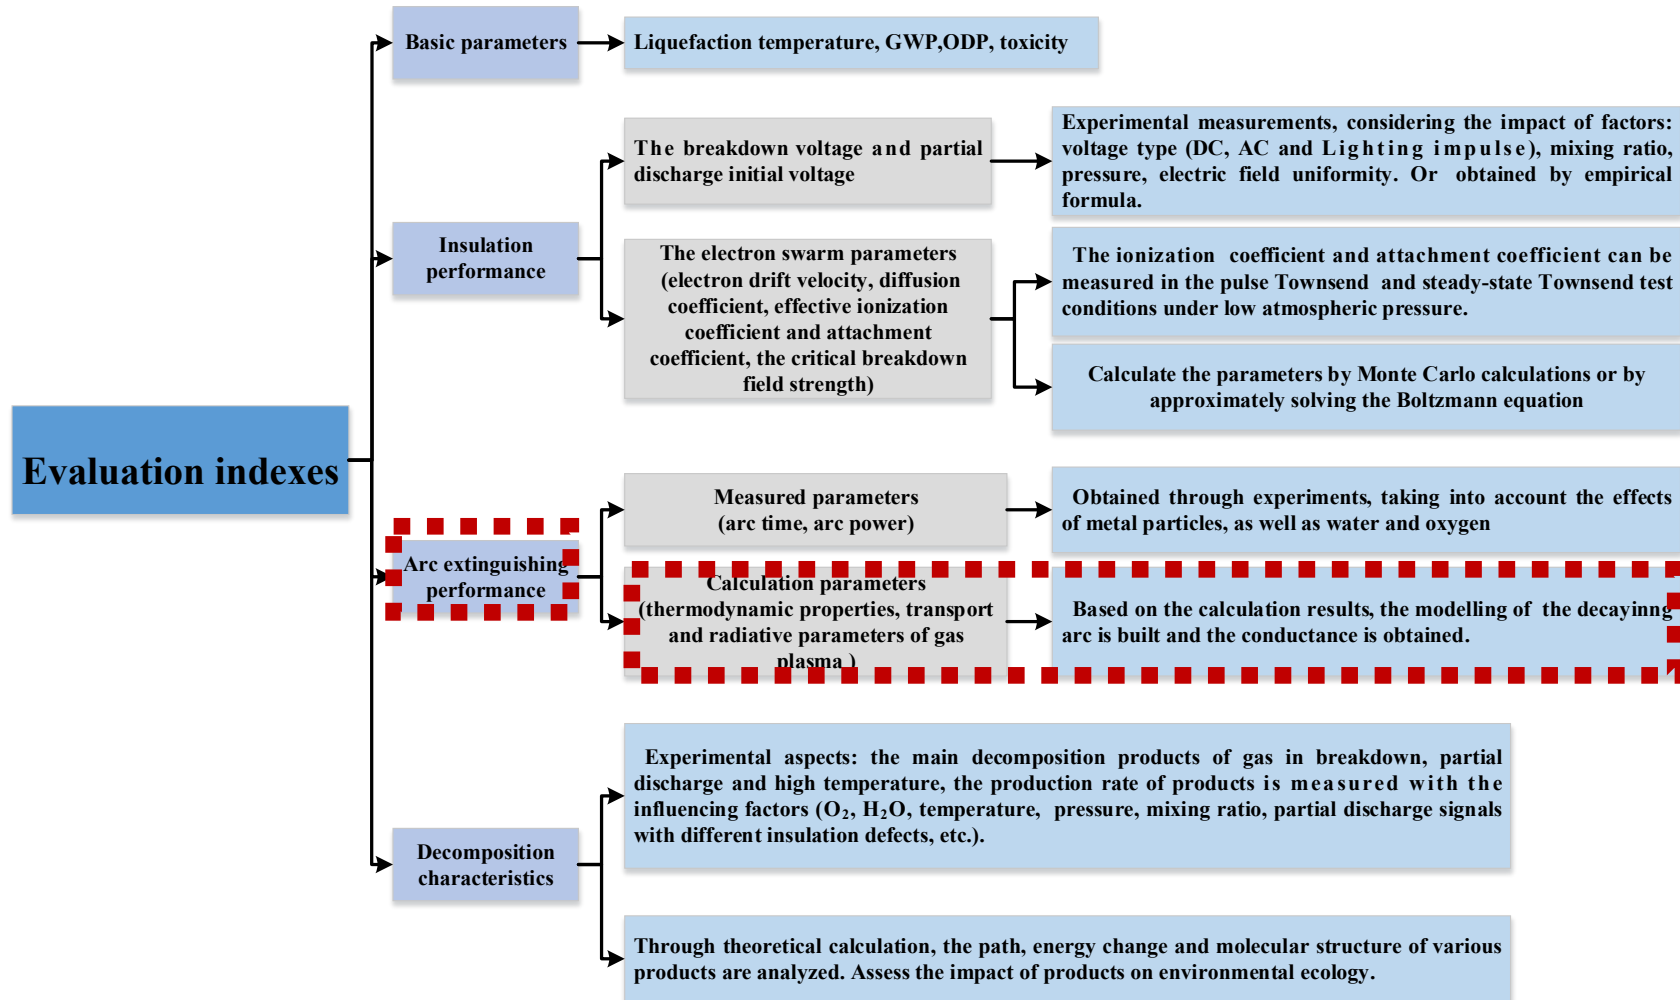 Basic parameters
Liquefaction temperature, GWP,ODP, toxicity
The breakdown voltage and partial
discharge initial voltage
Experimental measurements, considering the impact of factors:
voltage type (DC, AC and Lighting impulse), mixing ratio,
pressure, electric field uniformity. Or obtained by empirical
formula.
Insulation
performance
The electron swarm parameters
(electron drift velocity, diffusion
coefficient, effective ionization
coefficient and attachment
coefficient, the critical breakdown
field strength)
The ionization coefficient and attachment coefficient can be
measured in the pulse Townsend and steady-state Townsend test
conditions under low atmospheric pressure.
Calculate the parameters by Monte Carlo calculations or by
approximately solving the Boltzmann equation
Evaluation indexes
Measured parameters
(arc time, arc power)
Obtained through experiments, taking into account the effects
of metal particles, as well as water and oxygen
Arc extinguishing
performance
Calculation parameters
(thermodynamic properties, transport
and radiative parameters of gas
plasma )
Based on the calculation results, the modelling of the decayinng
arc is built and the conductance is obtained.
Experimental aspects: the main decomposition products of gas in breakdown, partial
discharge and high temperature, the production rate of products is measured with the
influencing factors (O₂, H₂O, temperature, pressure, mixing ratio, partial discharge signals
with different insulation defects, etc.).
Decomposition
characteristics
Through theoretical calculation, the path, energy change and molecular structure of various
products are analyzed. Assess the impact of products on environmental ecology.